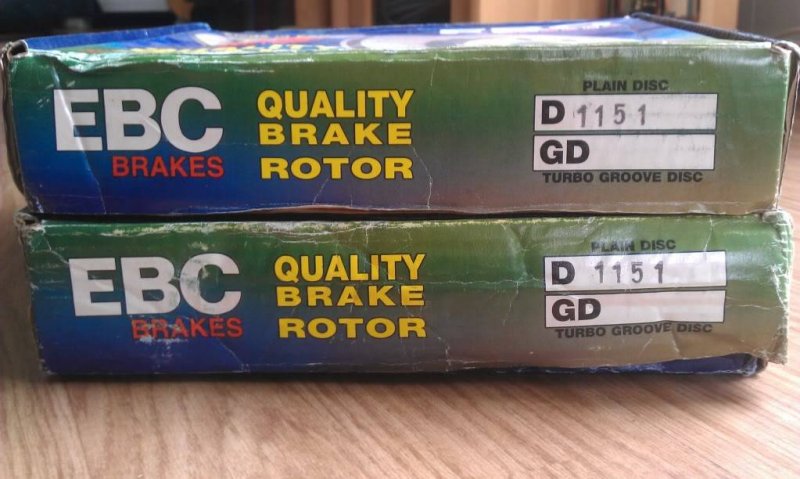 EBC
BRAKES
QUALITY
BRAKE
ROTOR
PLAIN DISC
D 1151
GD
TURBO GROOVE DISC
EBC
BRAKES
QUALITY
BRAKE
ROTOR
PLAIN DISC
D 1151
GD
TURBO GROOVE DISC